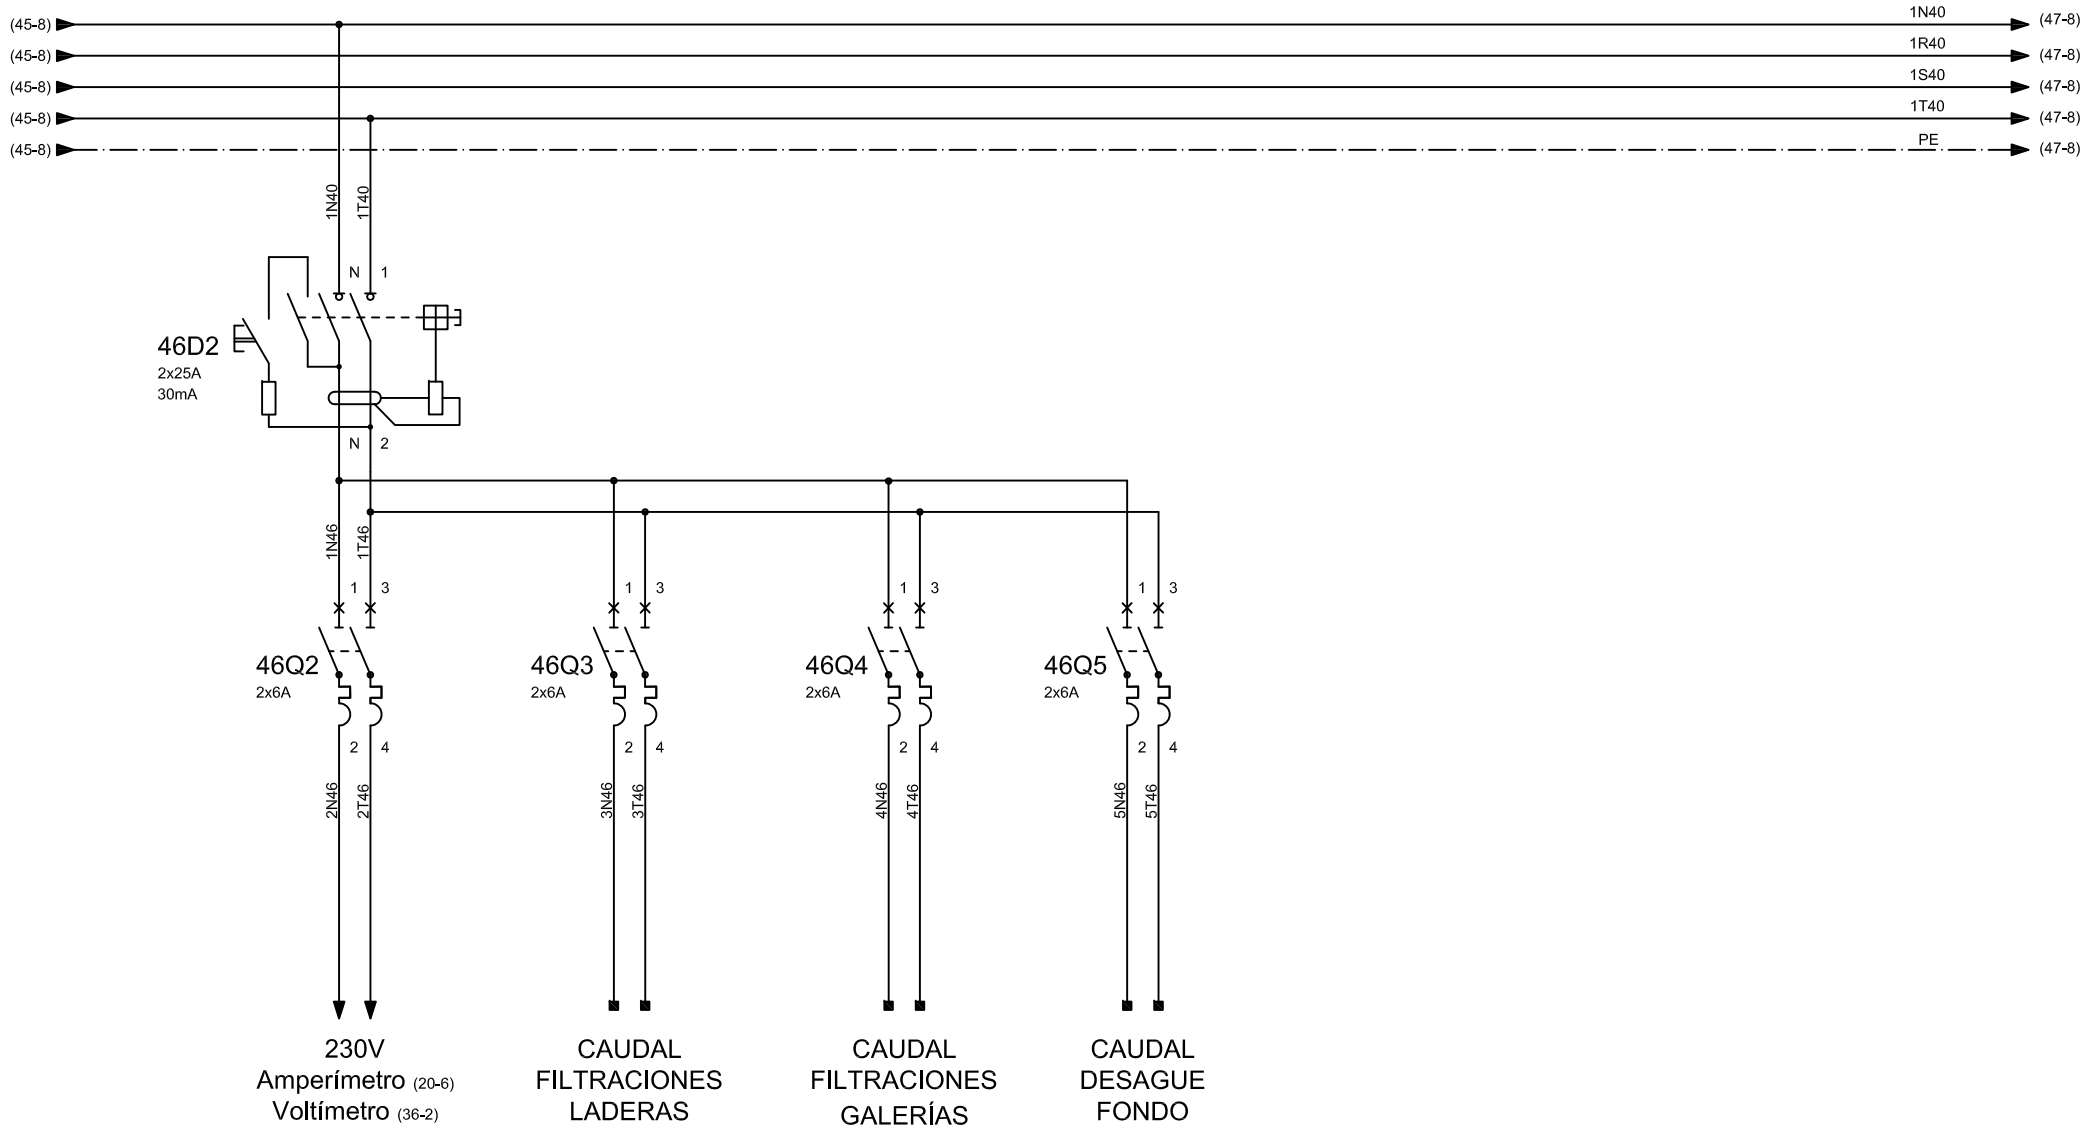 (45-8) 1N40 (47-8)
(45-8) 1R40 (47-8)
(45-8) 1S40 (47-8)
(45-8) 1T40 (47-8)
(45-8) PE (47-8)
1N40 1T40
N 1
46D2
2x25A
30mA
N 2
1N46 1T46
1 3 1 3 1 3 1 3
46Q2 46Q3 46Q4 46Q5
2x6A 2x6A 2x6A 2x6A
2 4 2 4 2 4 2 4
2N46 2T46 3N46 3T46 4N46 4T46 5N46 5T46
230V
Amperímetro (20-6)
Voltímetro (36-2)
CAUDAL
FILTRACIONES
LADERAS
CAUDAL
FILTRACIONES
GALERÍAS
CAUDAL
DESAGUE
FONDO